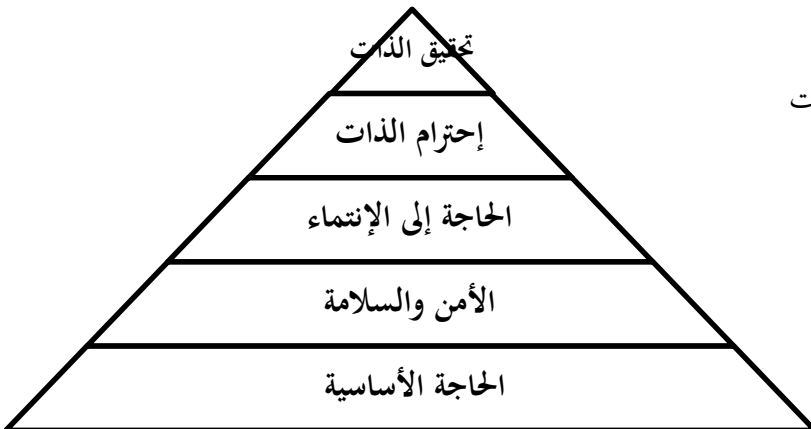 تحقيق الذات
إحترام الذات
الحاجة إلى الإنتماء
الأمن والسلامة
الحاجة الأساسية